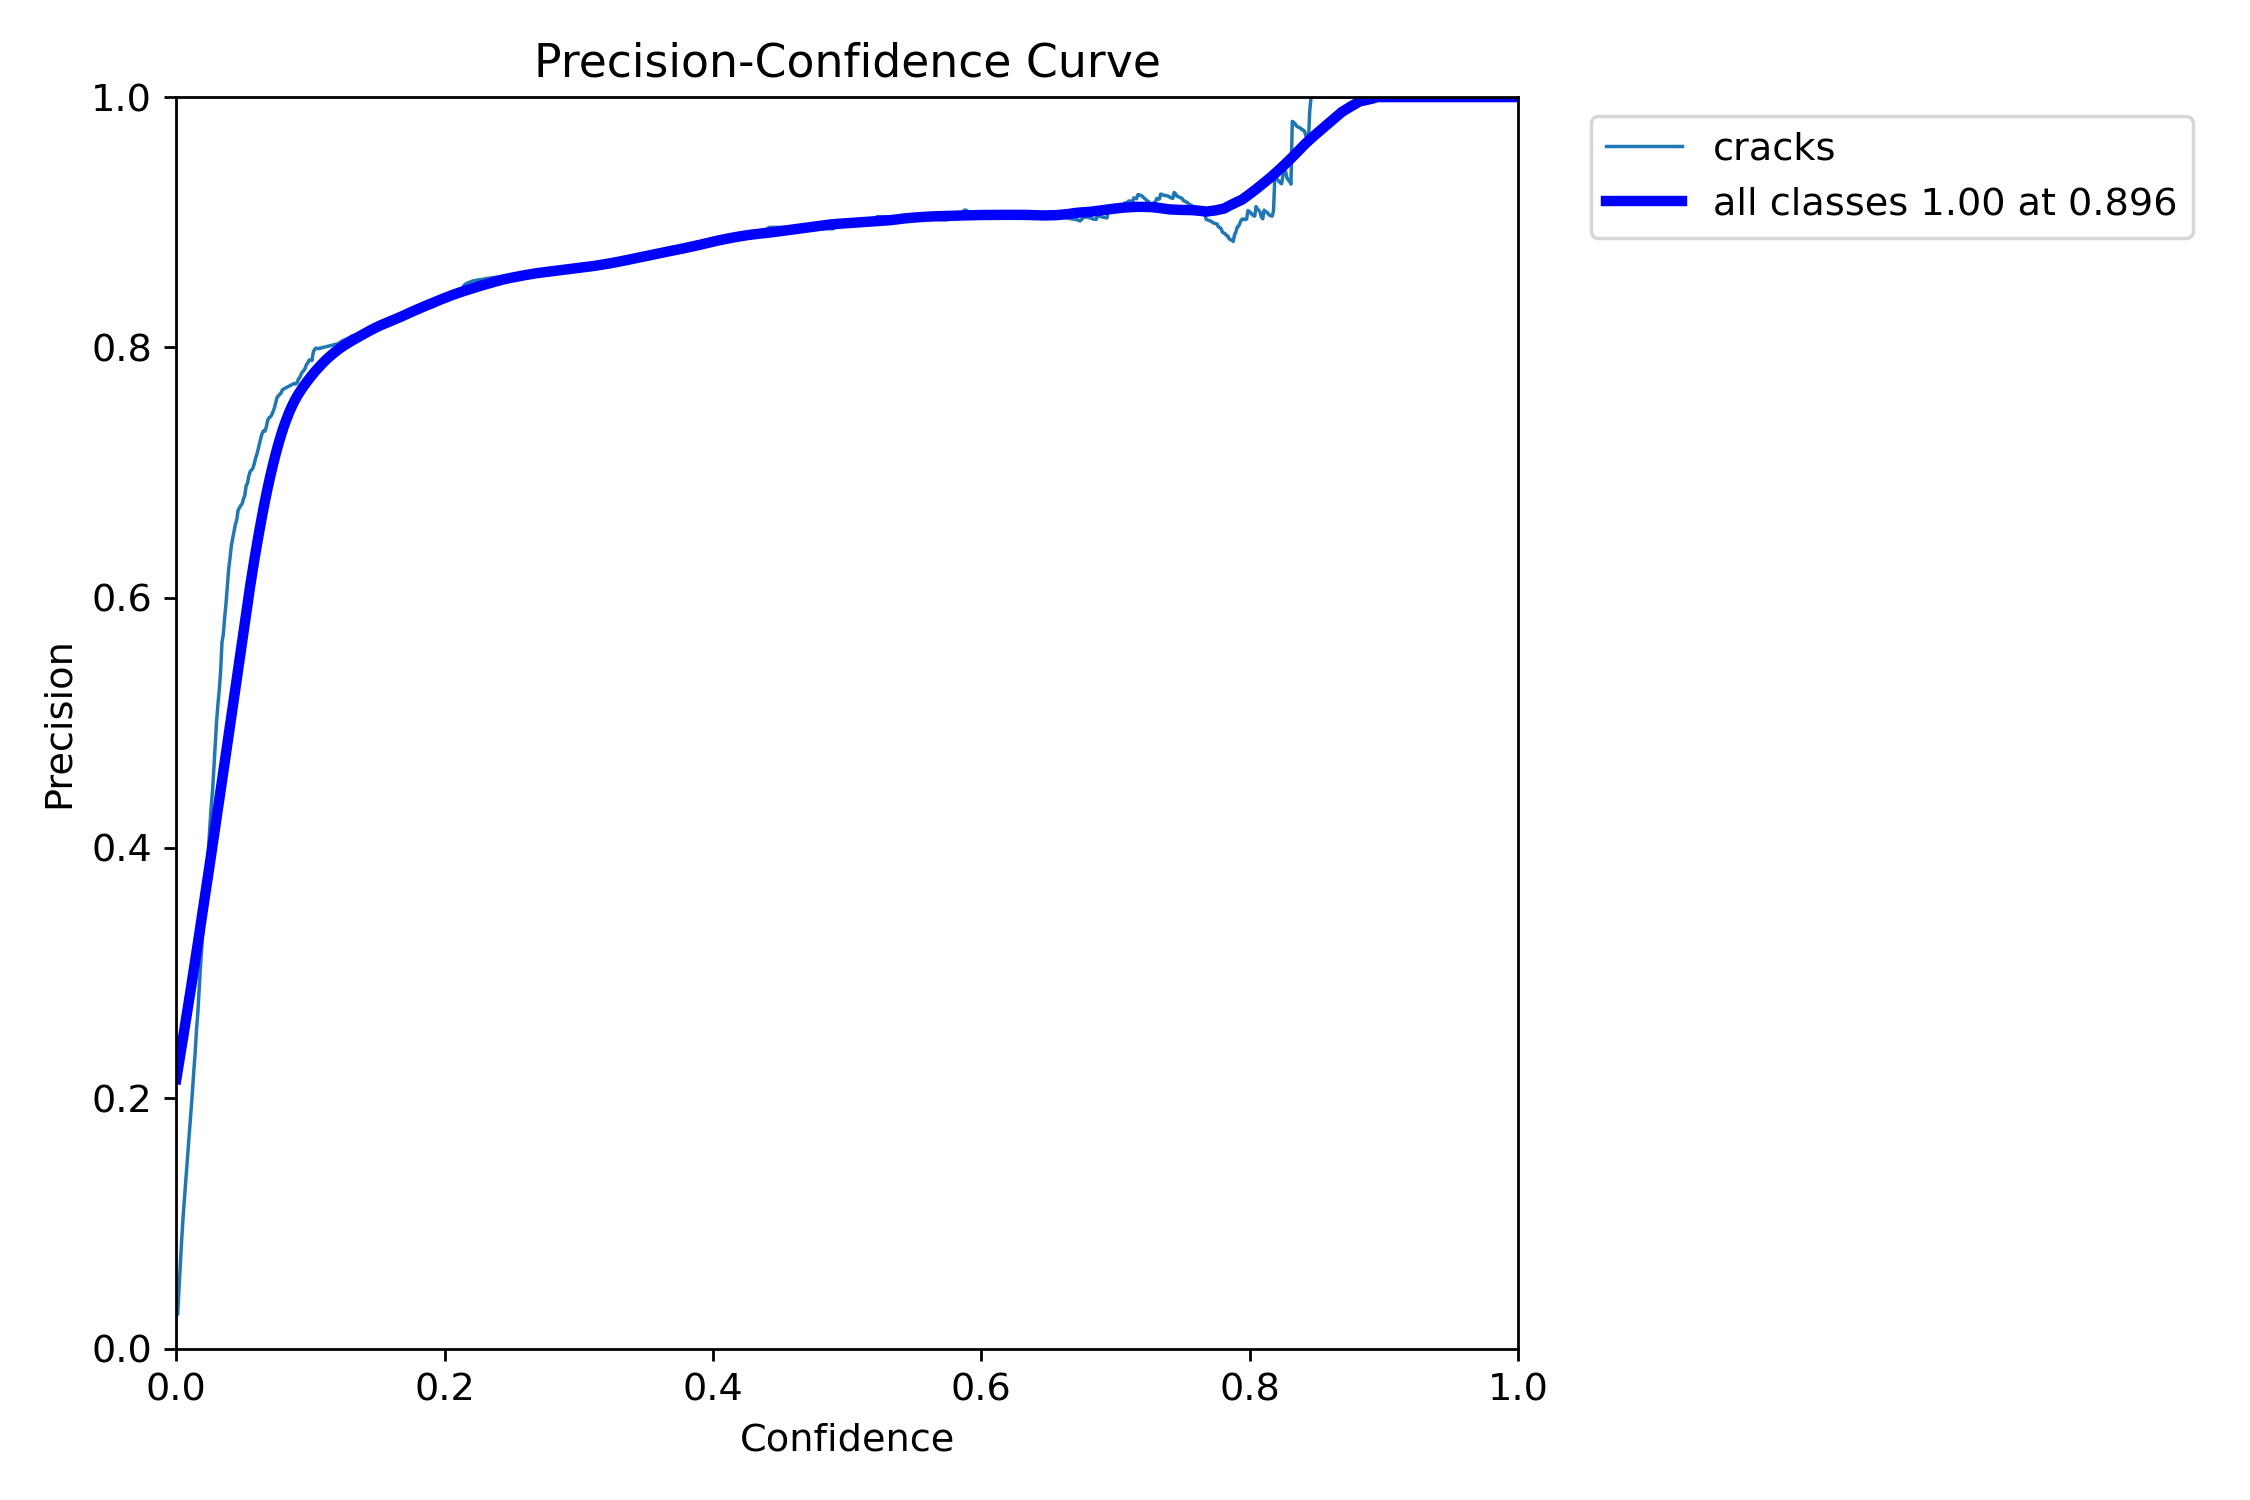 Precision-Confidence Curve
1.0
0.8
0.6
0.4
0.2
0.0
Precision
0.0 0.2 0.4 0.6 0.8 1.0
Confidence
cracks
all classes 1.00 at 0.896